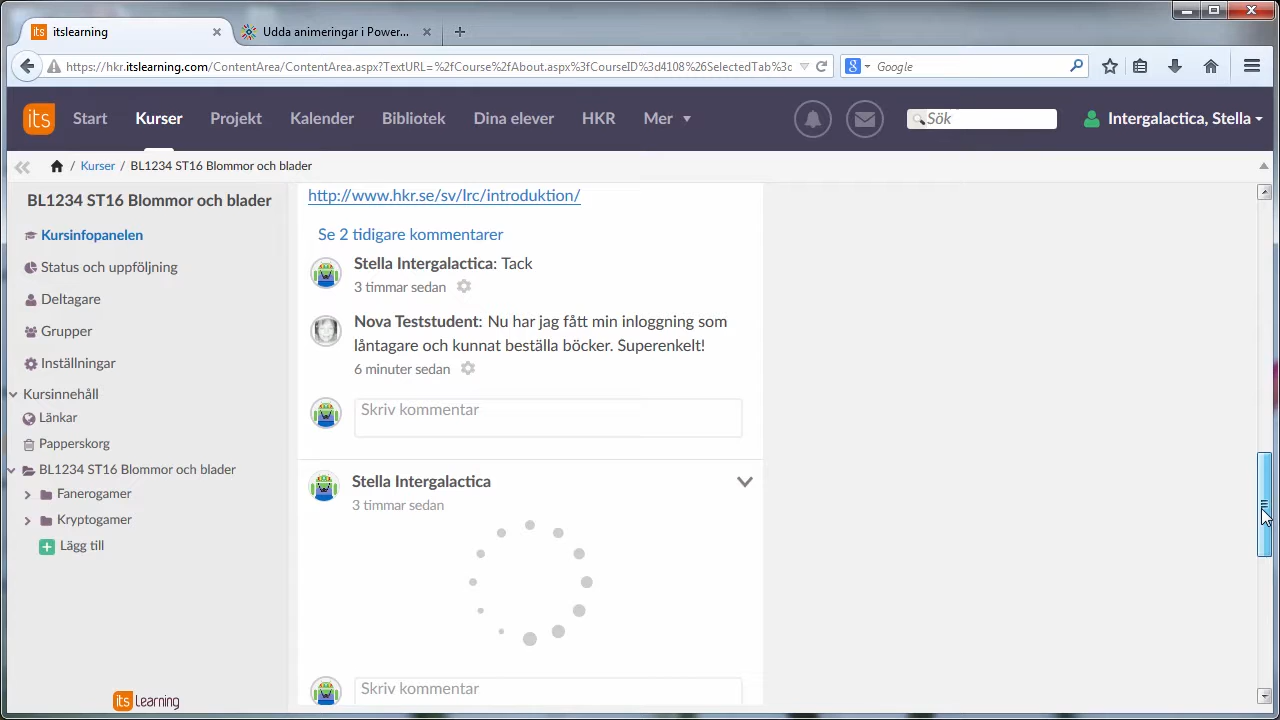 itslearning
Udda animeringar i Power...
https://hkr.itslearning.com/ContentArea/ContentArea.aspx?TextURL=%2fCourse%2fAbout.aspx%3fCourseID%3d4108%26SelectedTab%3c
Google
its
Start
Kurser
Projekt
Kalender
Bibliotek
Dina elever
HKR
Mer
Sök
Intergalactica, Stella
Kurser / BL1234 ST16 Blommor och blader
BL1234 ST16 Blommor och blader
Kursinfopanelen
Status och uppföljning
Deltagare
Grupper
Inställningar
Kursinnehåll
Länkar
Papperskorg
BL1234 ST16 Blommor och blader
Fanerogamer
Kryptogamer
Lägg till
its learning
http://www.hkr.se/sv/lrc/introduktion/
Se 2 tidigare kommentarer
Stella Intergalactica: Tack
3 timmar sedan
Nova Teststudent: Nu har jag fått min inloggning som
låntagare och kunnat beställa böcker. Superenkelt!
6 minuter sedan
Skriv kommentar
Stella Intergalactica
3 timmar sedan
Skriv kommentar